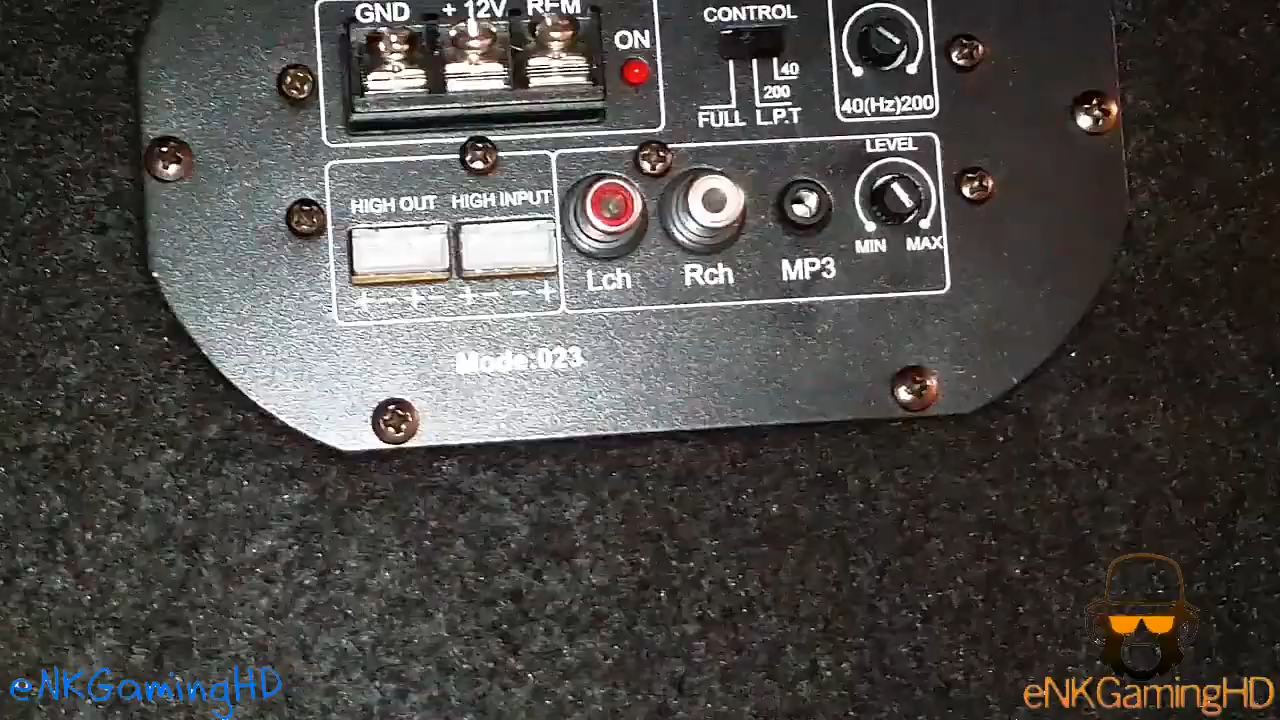 GND + 12V REM
ON
CONTROL
40
200
FULL L.P.T
40(Hz)200
HIGH OUT HIGH INPUT
+ - + - + - - +
Lch Rch MP3
LEVEL
MIN MAX
Mode:023
eNKGamingHD
eNKGamingHD